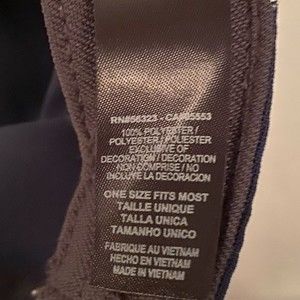 RN#56323 - CA#05553
100% POLYESTER /
POLYESTER / POLIESTER
EXCLUSIVE OF
DECORATION / DECORATION
NON COMPRISE / NO
INCLUYE LA DECORACION
ONE SIZE FITS MOST
TAILLE UNIQUE
TALLA UNICA
TAMANHO UNICO
FABRIQUE AU VIETNAM
HECHO EN VIETNAM
MADE IN VIETNAM